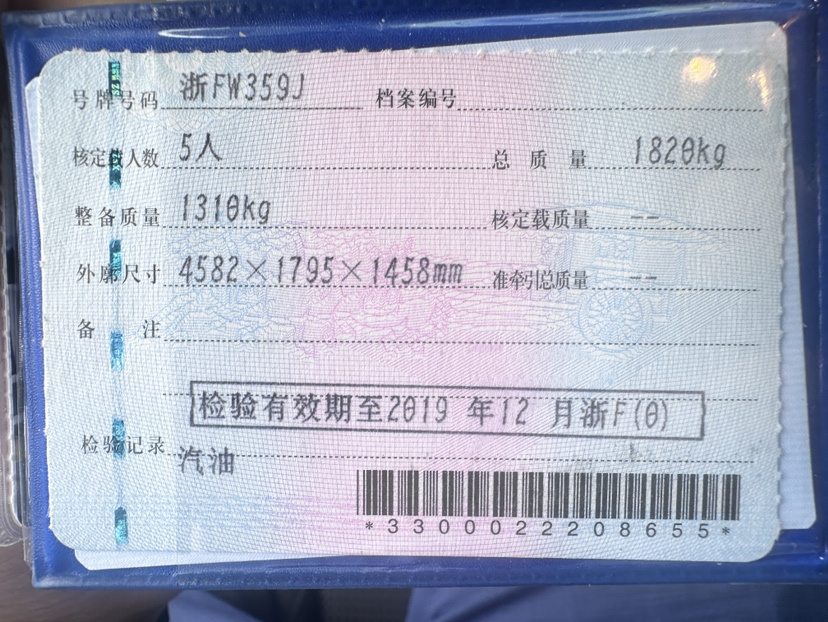 号牌号码 浙FW359J 档案编号
核定载人数 5人 总质量 1820kg
整备质量 1310kg 核定载质量 --
外廓尺寸 4582×1795×1458mm 准牵引总质量 --
备注
检验有效期至2019 年12 月浙F(0)
检验记录
汽油
*3300022208655*